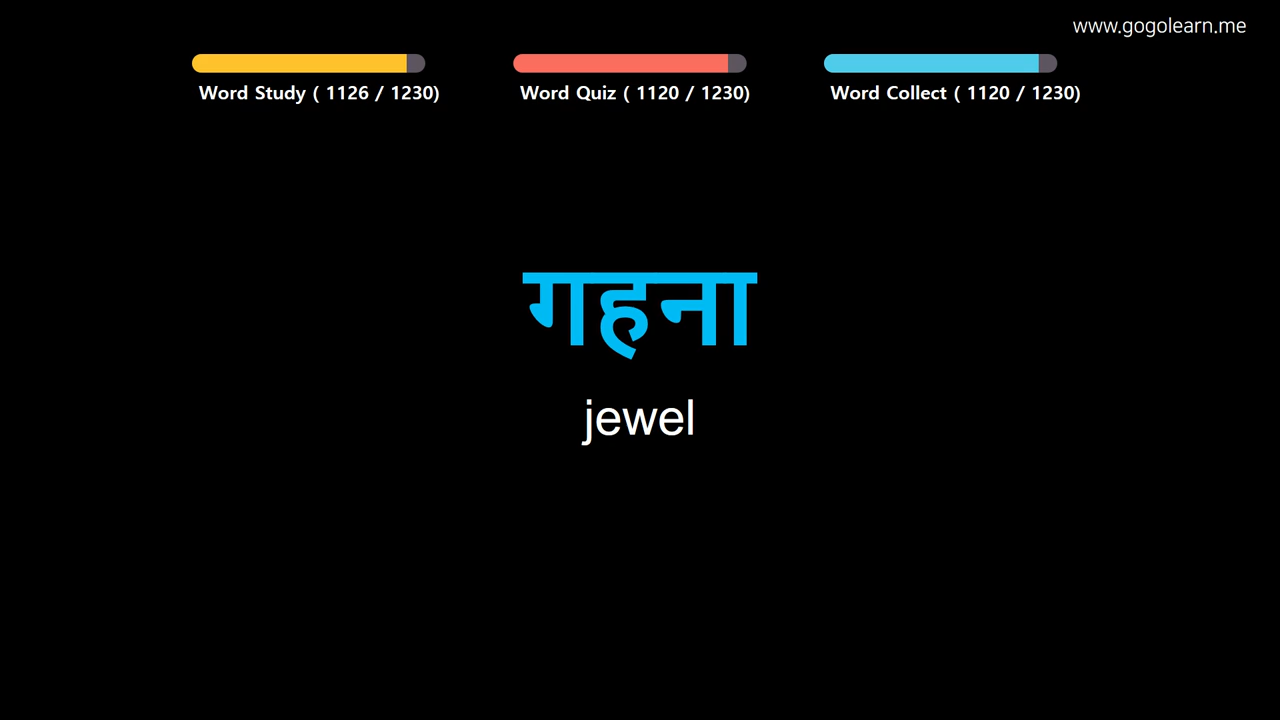 www.gogolearn.me
Word Study ( 1126 / 1230)
Word Quiz ( 1120 / 1230)
Word Collect ( 1120 / 1230)
गहना
jewel